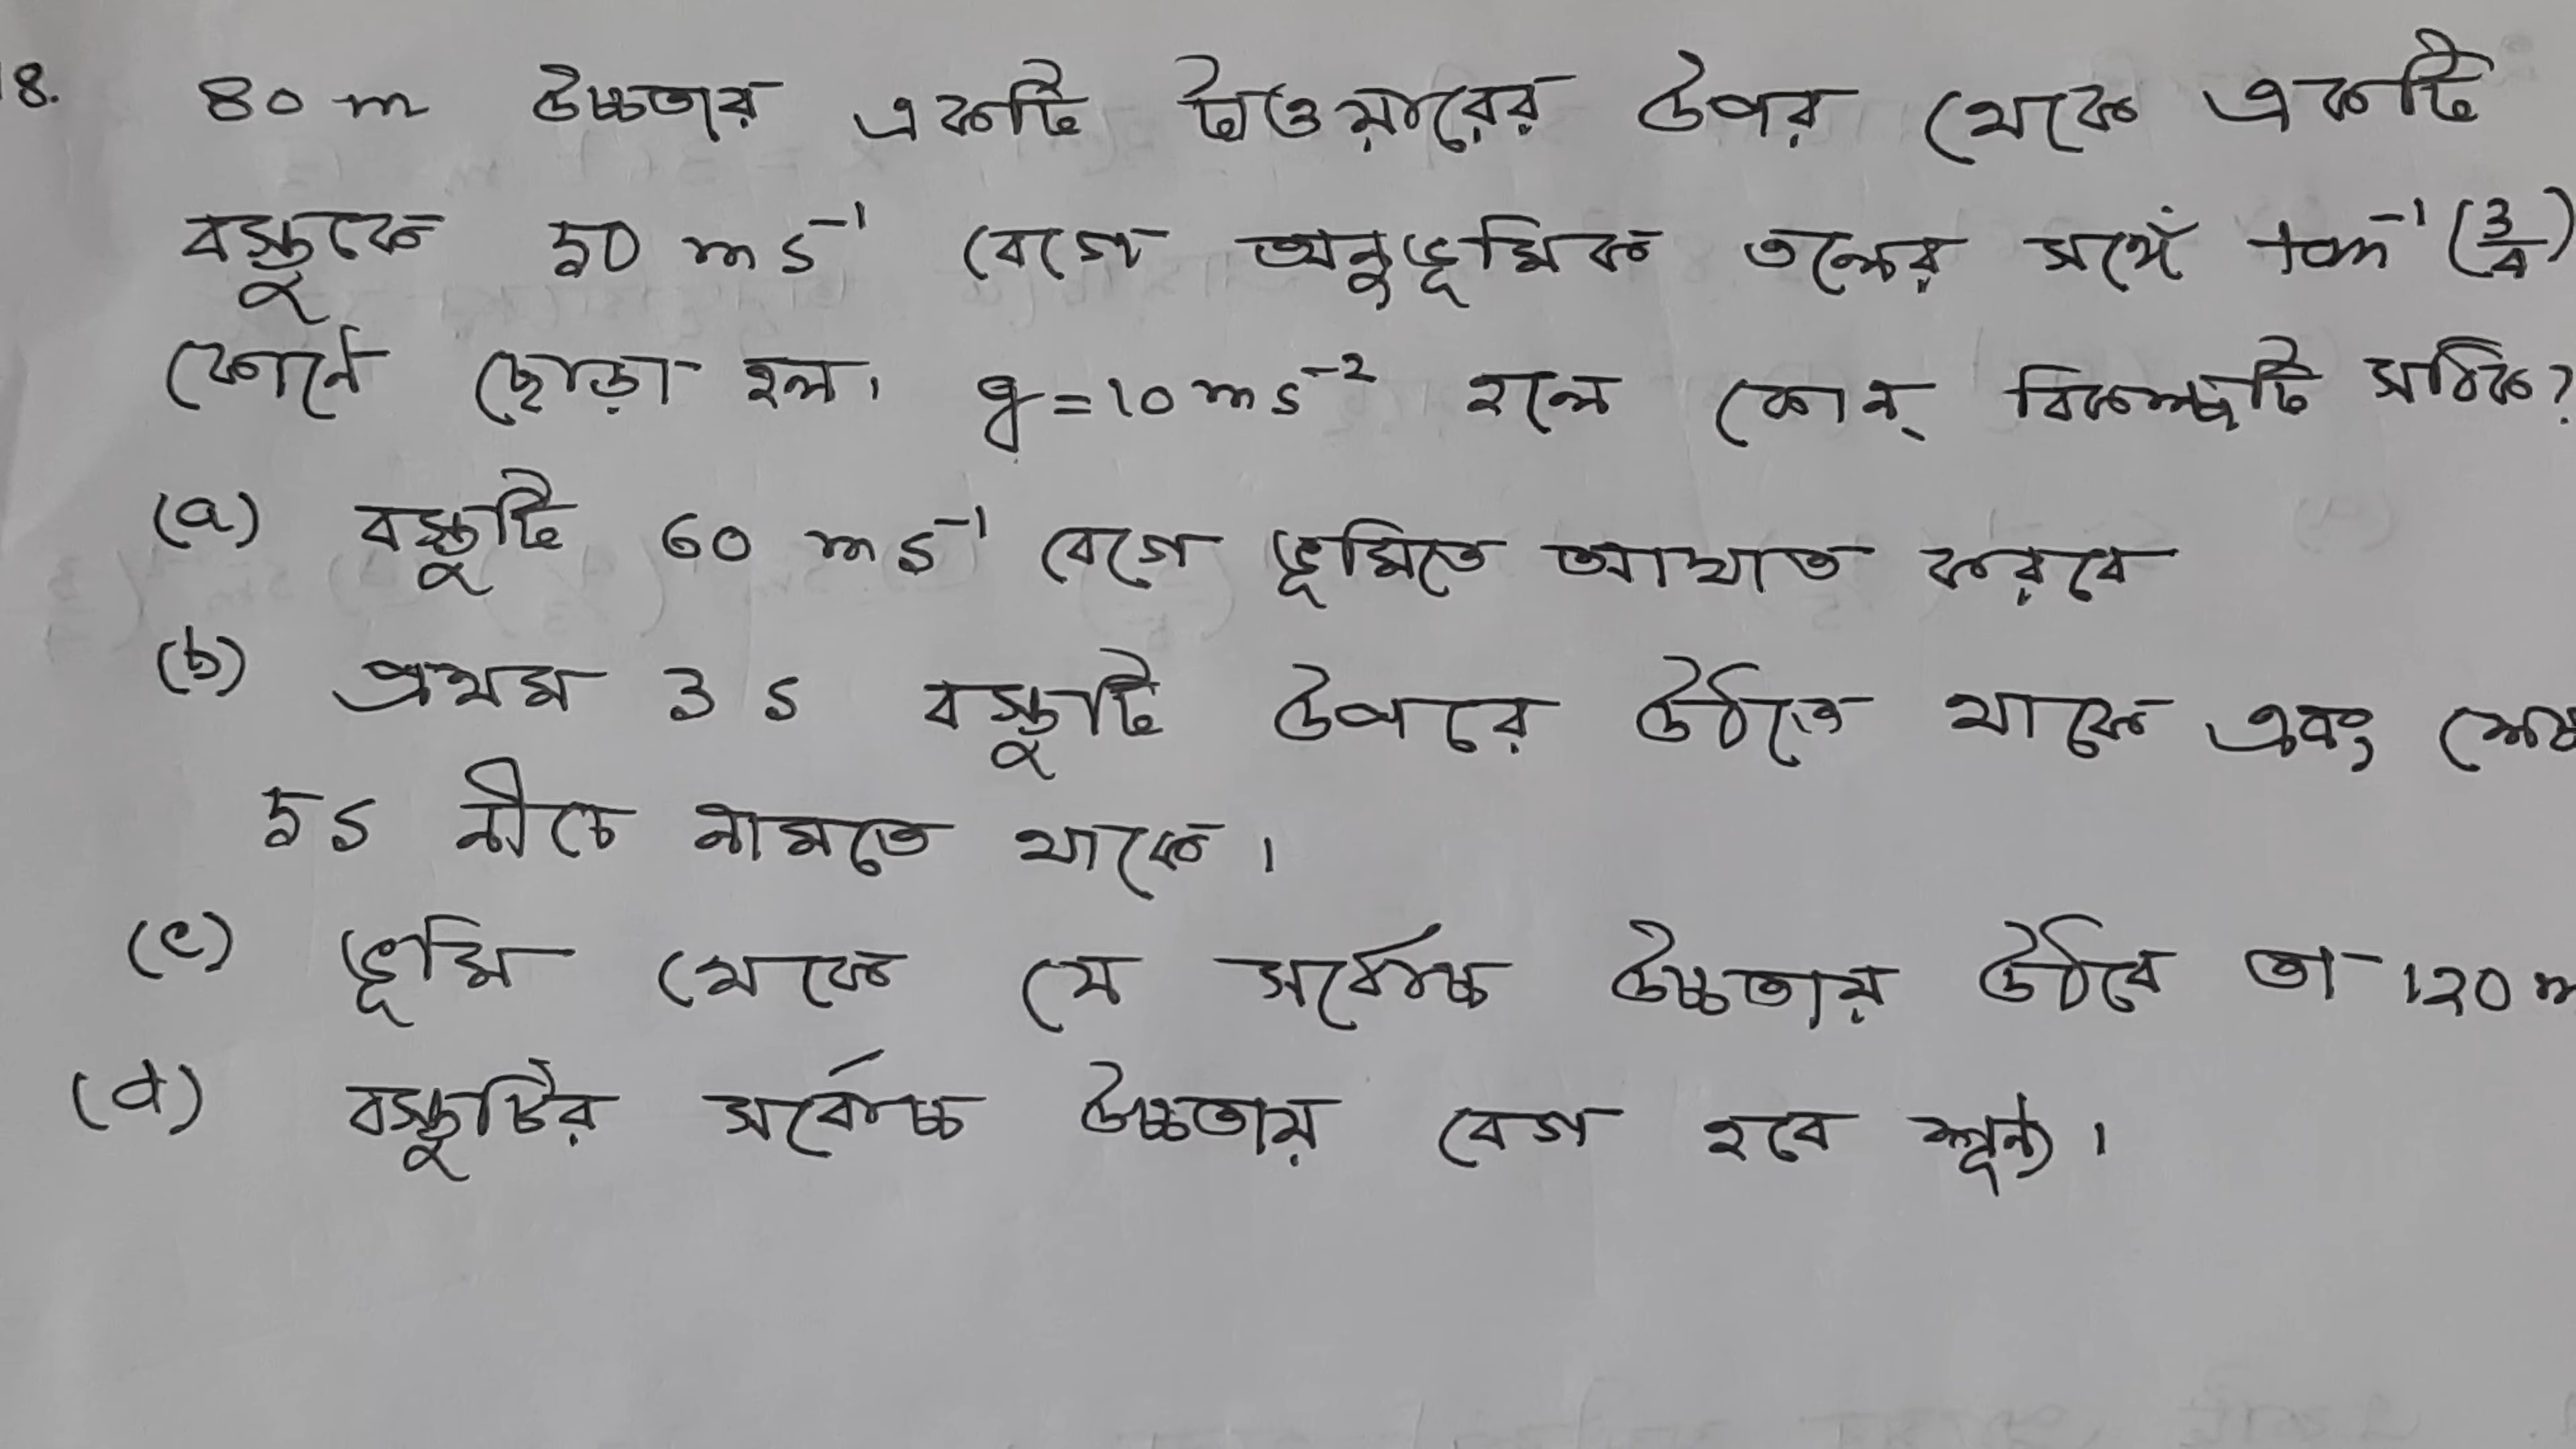 18. 80 m উচ্চতার একটি টাওয়ারের উপর থেকে একটি
বস্তুকে 50 ms⁻¹ বেগে অনুভূমিক তলের সঙ্গে tan⁻¹(3/4)
কোণে ছোড়া হল। g = 10 ms⁻² হলে কোন্ বিকল্পটি সঠিক?
(a) বস্তুটি 60 ms⁻¹ বেগে ভূমিতে আঘাত করবে
(b) প্রথম 3 s বস্তুটি উপরে উঠতে থাকে এবং শেষ
5 s নীচে নামতে থাকে।
(c) ভূমি থেকে যে সর্বোচ্চ উচ্চতায় উঠবে তা 120 m
(d) বস্তুটির সর্বোচ্চ উচ্চতায় বেগ হবে শূন্য।